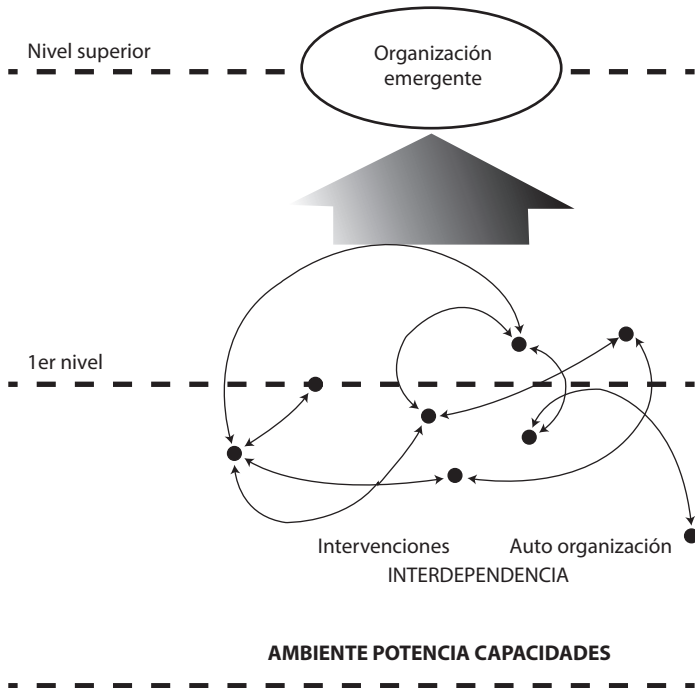 Nivel superior
Organización
emergente
1er nivel
Intervenciones
Auto organización
INTERDEPENDENCIA
AMBIENTE POTENCIA CAPACIDADES